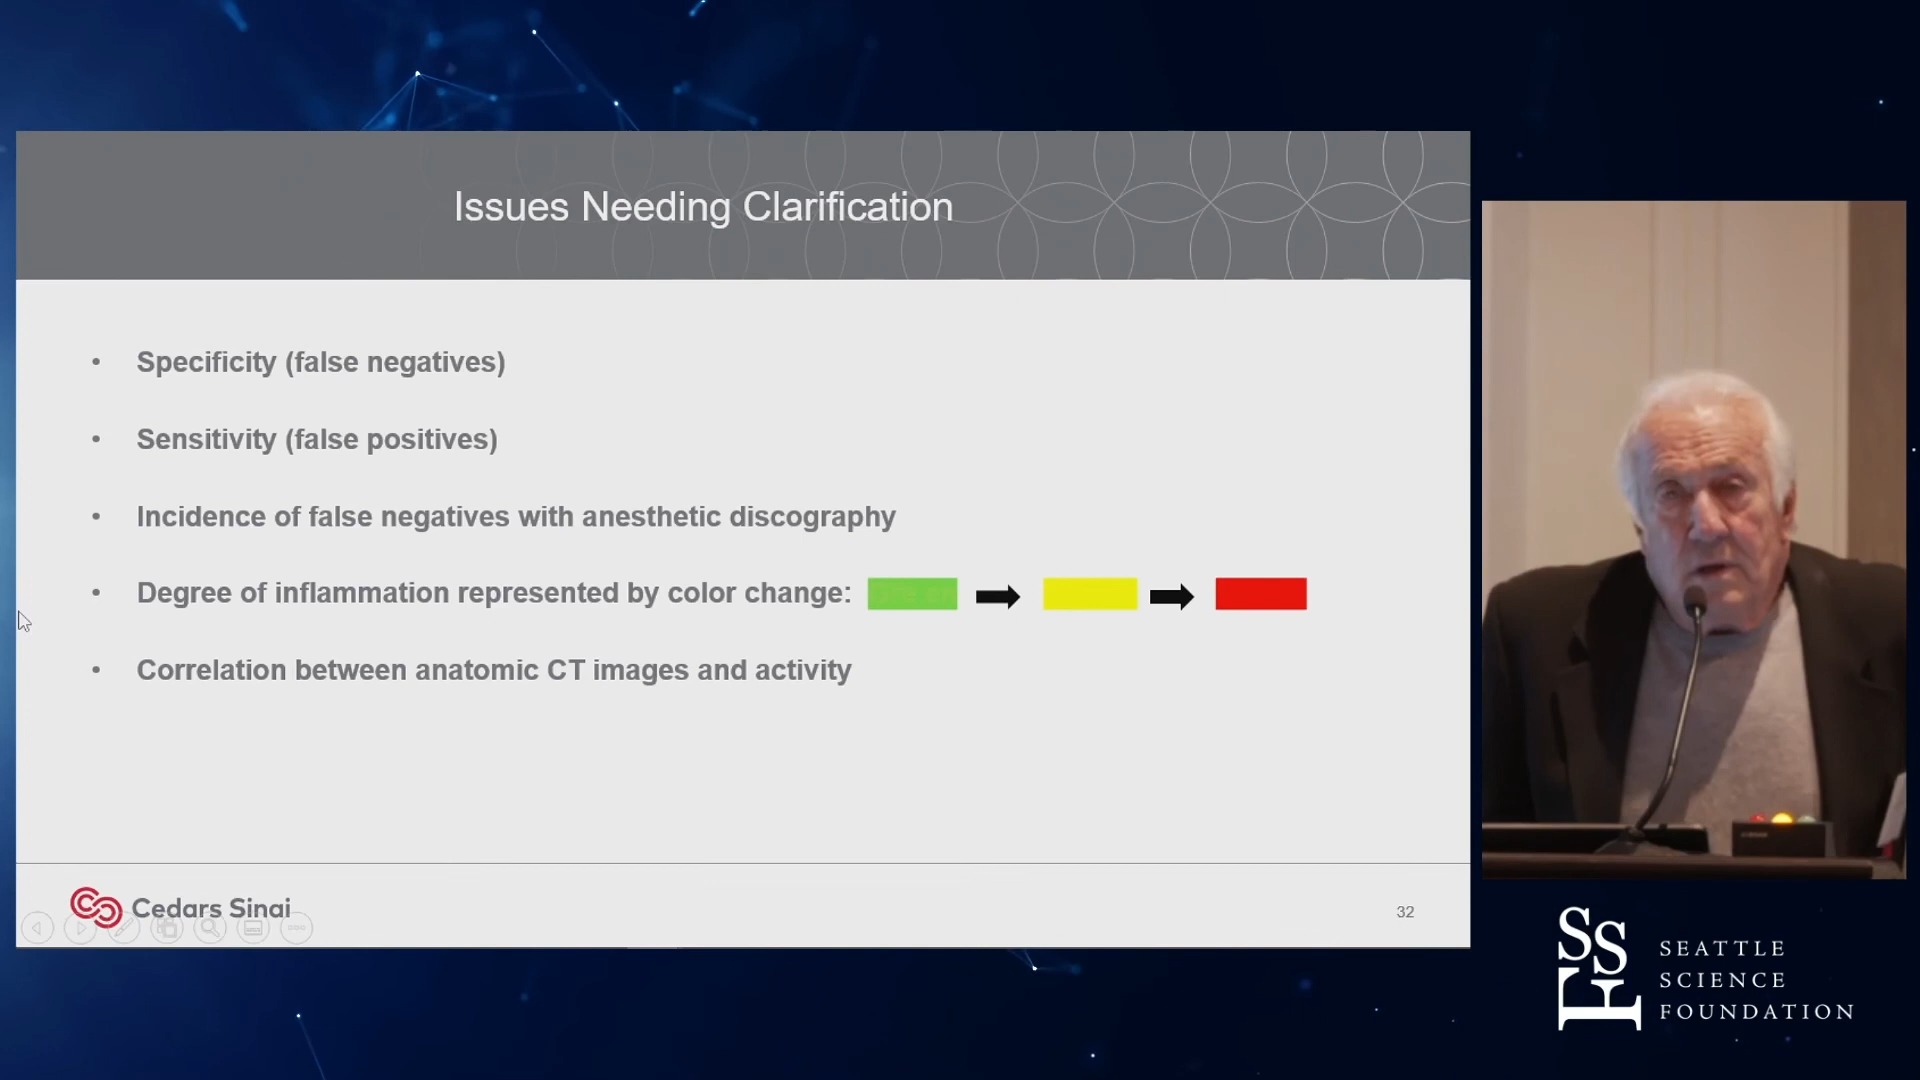 Issues Needing Clarification
• Specificity (false negatives)
• Sensitivity (false positives)
• Incidence of false negatives with anesthetic discography
• Degree of inflammation represented by color change:
• Correlation between anatomic CT images and activity
Cedars Sinai
32
SSF
SEATTLE
SCIENCE
FOUNDATION